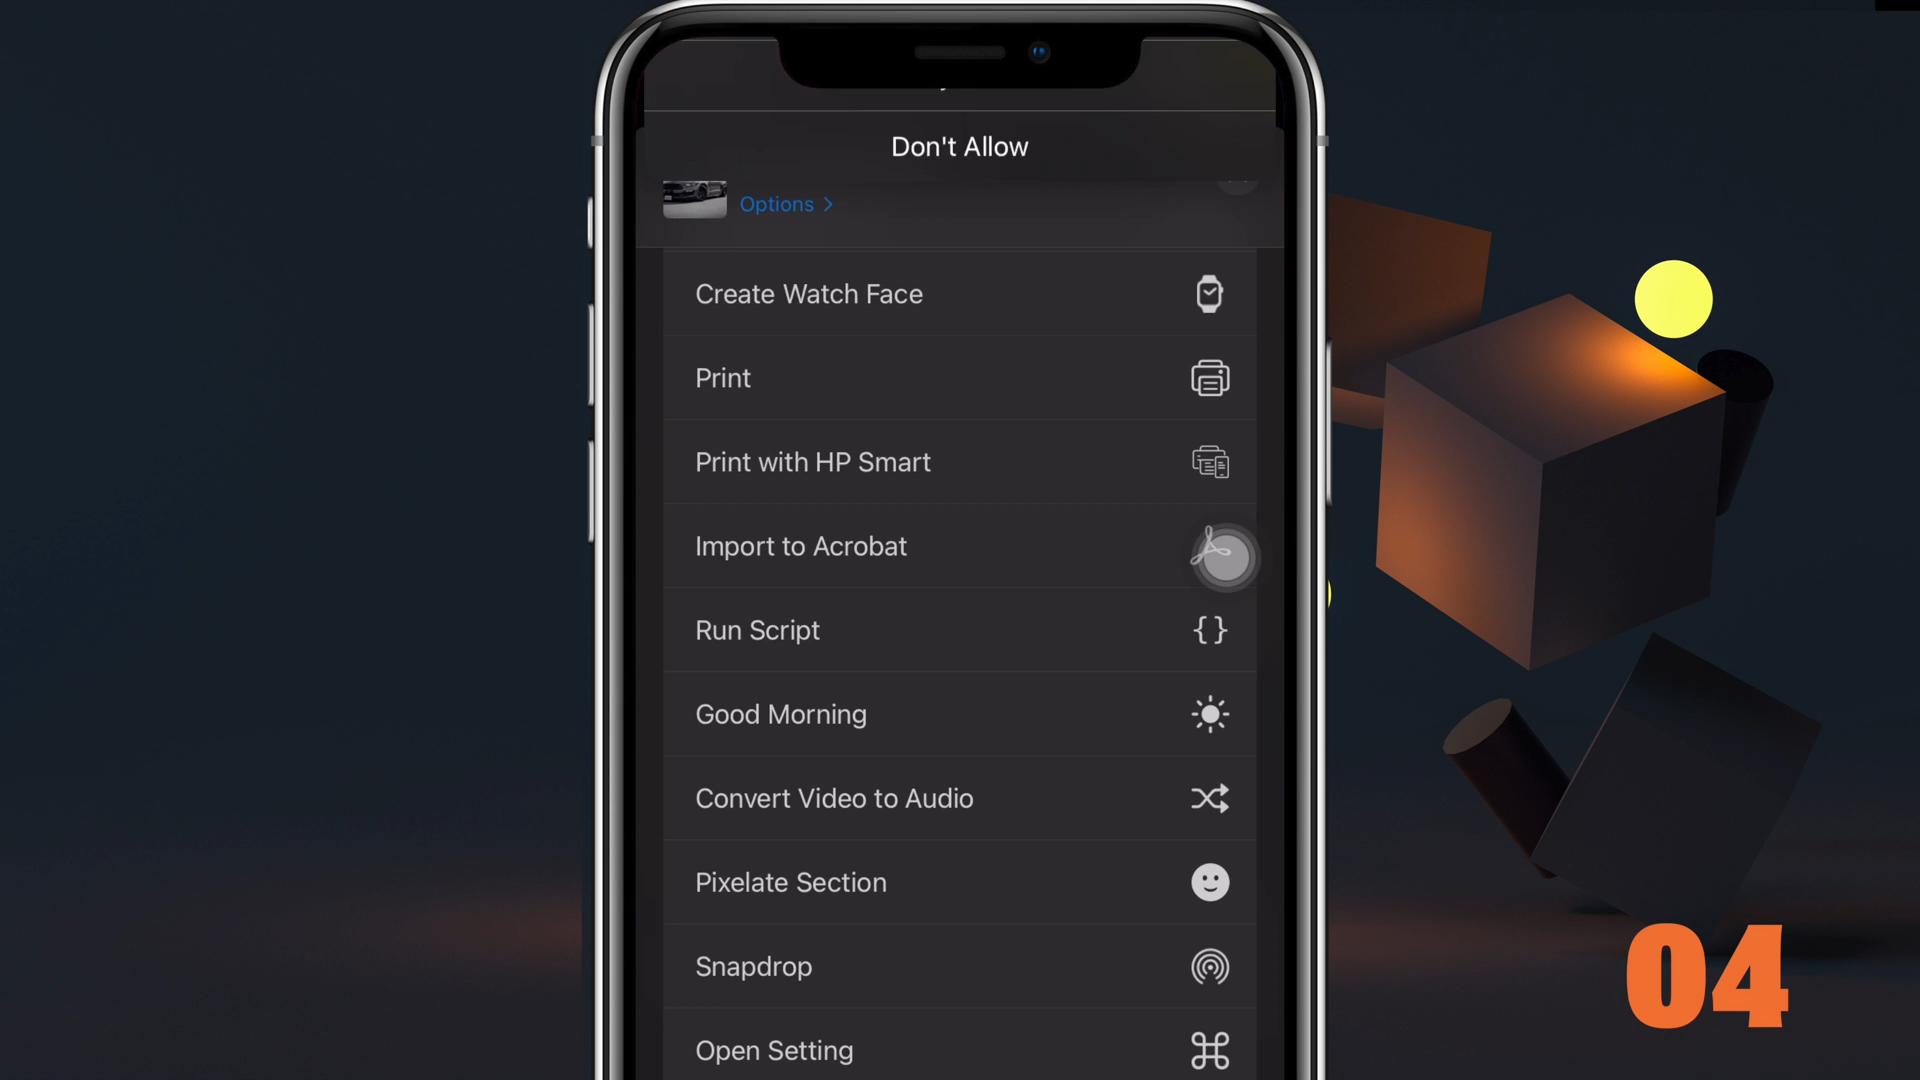 Don't Allow
Options >
Create Watch Face
Print
Print with HP Smart
Import to Acrobat
Run Script
{ }
Good Morning
Convert Video to Audio
Pixelate Section
Snapdrop
Open Setting
04